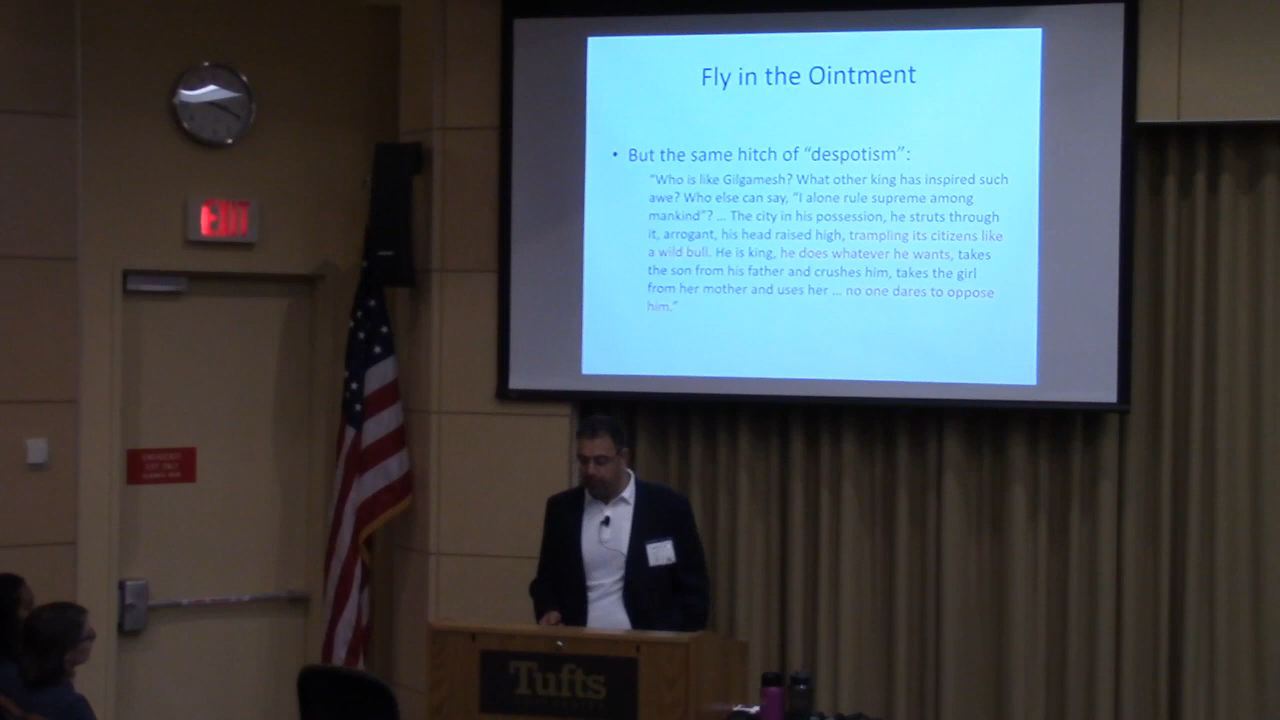 Fly in the Ointment
• But the same hitch of “despotism”:
“Who is like Gilgamesh? What other king has inspired such
awe? Who else can say, “I alone rule supreme among
mankind”? ... The city in his possession, he struts through
it, arrogant, his head raised high, trampling its citizens like
a wild bull. He is king, he does whatever he wants, takes
the son from his father and crushes him, takes the girl
from her mother and uses her ... no one dares to oppose
him.”
EXIT
EMERGENCY
EXIT ONLY
Tufts